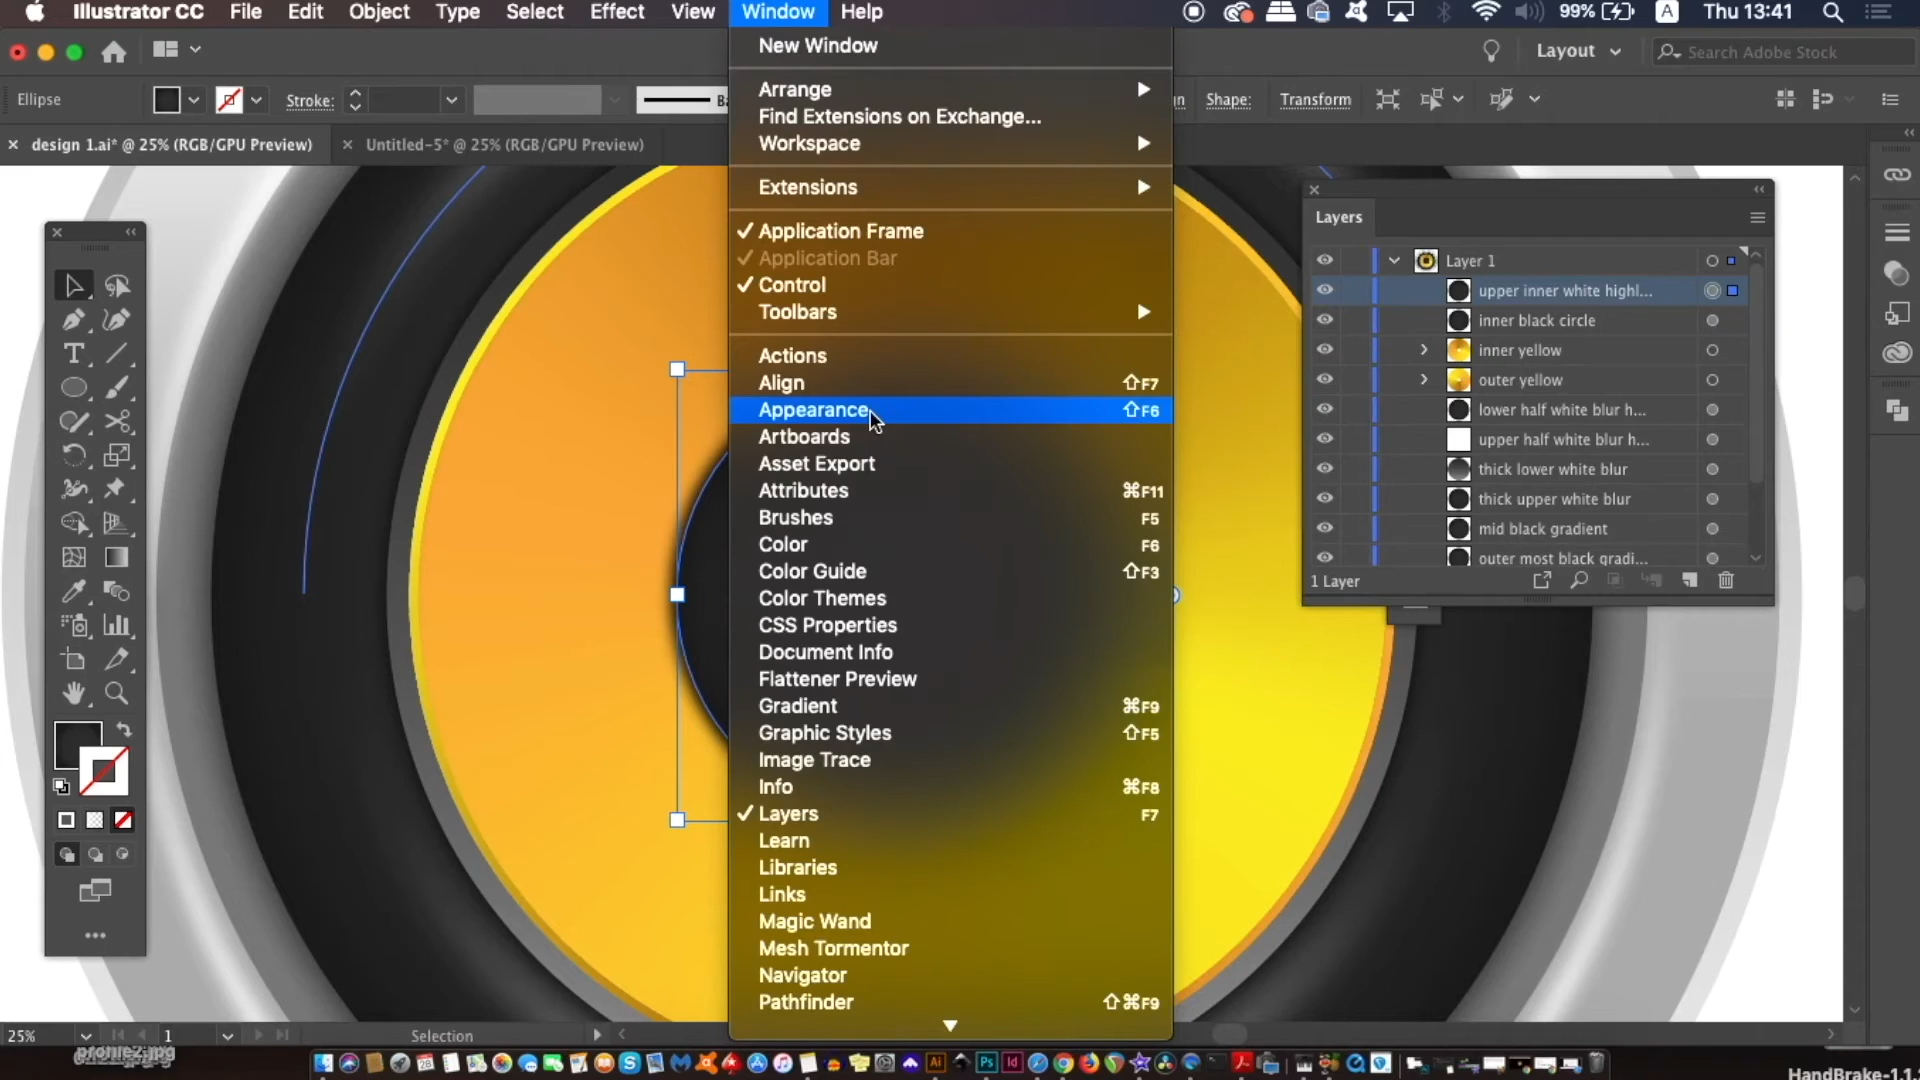 Illustrator CC File Edit Object Type Select Effect View Window Help 99% A Thu 13:41
Layout Search Adobe Stock
Ellipse Stroke: Shape: Transform
design 1.ai* @ 25% (RGB/GPU Preview) Untitled-5* @ 25% (RGB/GPU Preview)
New Window
Arrange
Find Extensions on Exchange...
Workspace
Extensions
Application Frame
Application Bar
Control
Toolbars
Actions
Align ⇧F7
Appearance ⇧F6
Artboards
Asset Export
Attributes ⌘F11
Brushes F5
Color F6
Color Guide ⇧F3
Color Themes
CSS Properties
Document Info
Flattener Preview
Gradient ⌘F9
Graphic Styles ⇧F5
Image Trace
Info ⌘F8
Layers F7
Learn
Libraries
Links
Magic Wand
Mesh Tormentor
Navigator
Pathfinder ⇧⌘F9
Layers
Layer 1
upper inner white highl...
inner black circle
inner yellow
outer yellow
lower half white blur h...
upper half white blur h...
thick lower white blur
thick upper white blur
mid black gradient
outer most black gradi...
1 Layer
25% 1 Selection
HandBrake-1.1.